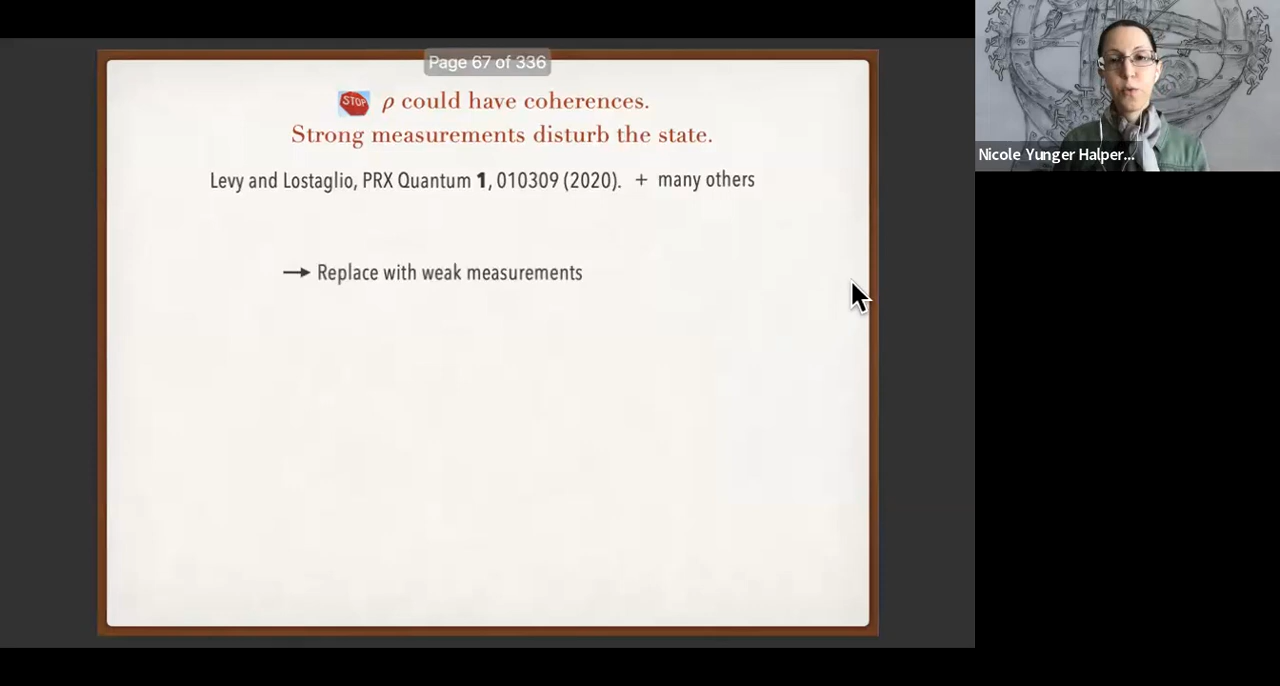 Page 67 of 336
STOP ρ could have coherences.
Strong measurements disturb the state.
Levy and Lostaglio, PRX Quantum 1, 010309 (2020). + many others
→ Replace with weak measurements
Nicole Yunger Halper...